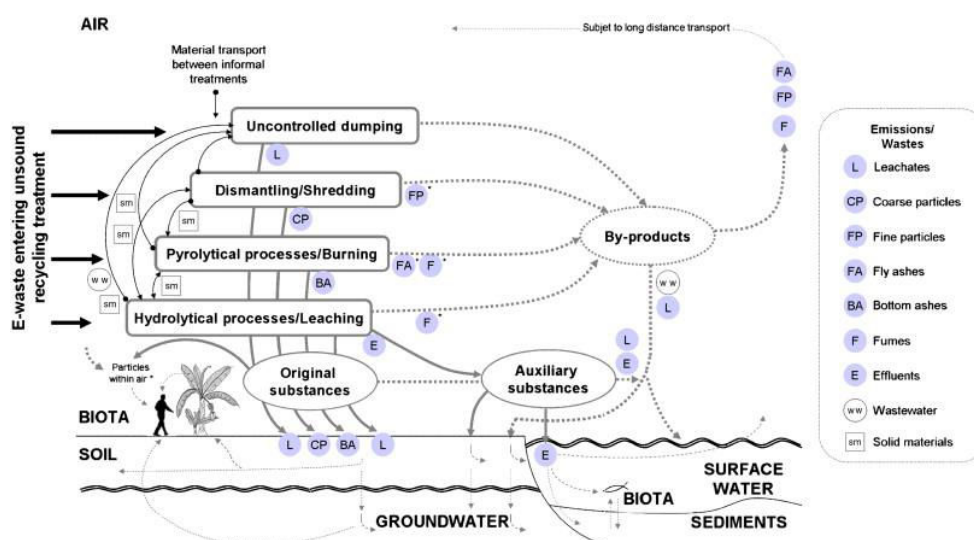 AIR
Subjet to long distance transport
Material transport
between informal
treatments
FA
FP
F
E-waste entering unsound
recycling treatment
Uncontrolled dumping
L
Dismantling/Shredding
FP*
CP
sm
sm
sm
Pyrolytical processes/Burning
FA* F*
BA
ww
sm
sm
Hydrolytical processes/Leaching
F*
E
By-products
ww
L
L
E
Particles
within air*
Original
substances
Auxiliary
substances
BIOTA
SOIL
L CP BA L
E
SURFACE
WATER
BIOTA
GROUNDWATER
SEDIMENTS
Emissions/
Wastes
L Leachates
CP Coarse particles
FP Fine particles
FA Fly ashes
BA Bottom ashes
F Fumes
E Effluents
ww Wastewater
sm Solid materials